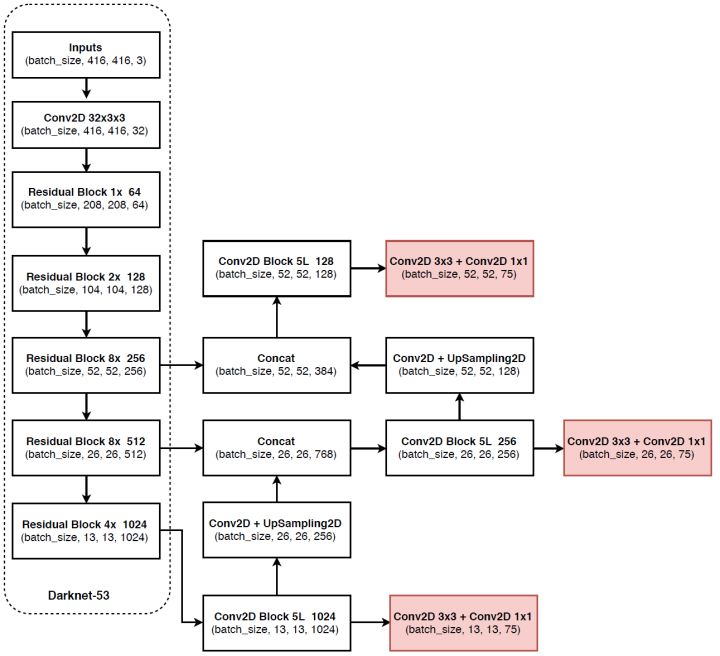 Inputs
(batch_size, 416, 416, 3)
Conv2D 32x3x3
(batch_size, 416, 416, 32)
Residual Block 1x 64
(batch_size, 208, 208, 64)
Residual Block 2x 128
(batch_size, 104, 104, 128)
Residual Block 8x 256
(batch_size, 52, 52, 256)
Residual Block 8x 512
(batch_size, 26, 26, 512)
Residual Block 4x 1024
(batch_size, 13, 13, 1024)
Darknet-53
Conv2D Block 5L 128
(batch_size, 52, 52, 128)
Conv2D 3x3 + Conv2D 1x1
(batch_size, 52, 52, 75)
Concat
(batch_size, 52, 52, 384)
Conv2D + UpSampling2D
(batch_size, 52, 52, 128)
Concat
(batch_size, 26, 26, 768)
Conv2D Block 5L 256
(batch_size, 26, 26, 256)
Conv2D 3x3 + Conv2D 1x1
(batch_size, 26, 26, 75)
Conv2D + UpSampling2D
(batch_size, 26, 26, 256)
Conv2D Block 5L 1024
(batch_size, 13, 13, 1024)
Conv2D 3x3 + Conv2D 1x1
(batch_size, 13, 13, 75)